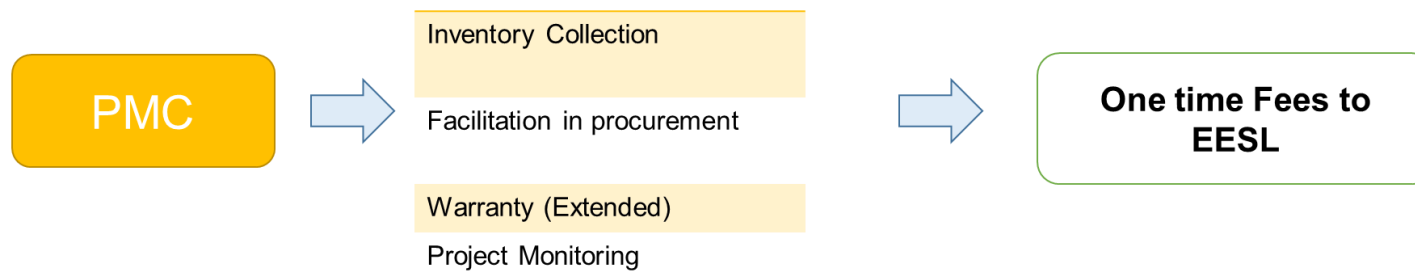 PMC
Inventory Collection
Facilitation in procurement
Warranty (Extended)
Project Monitoring
One time Fees to
EESL